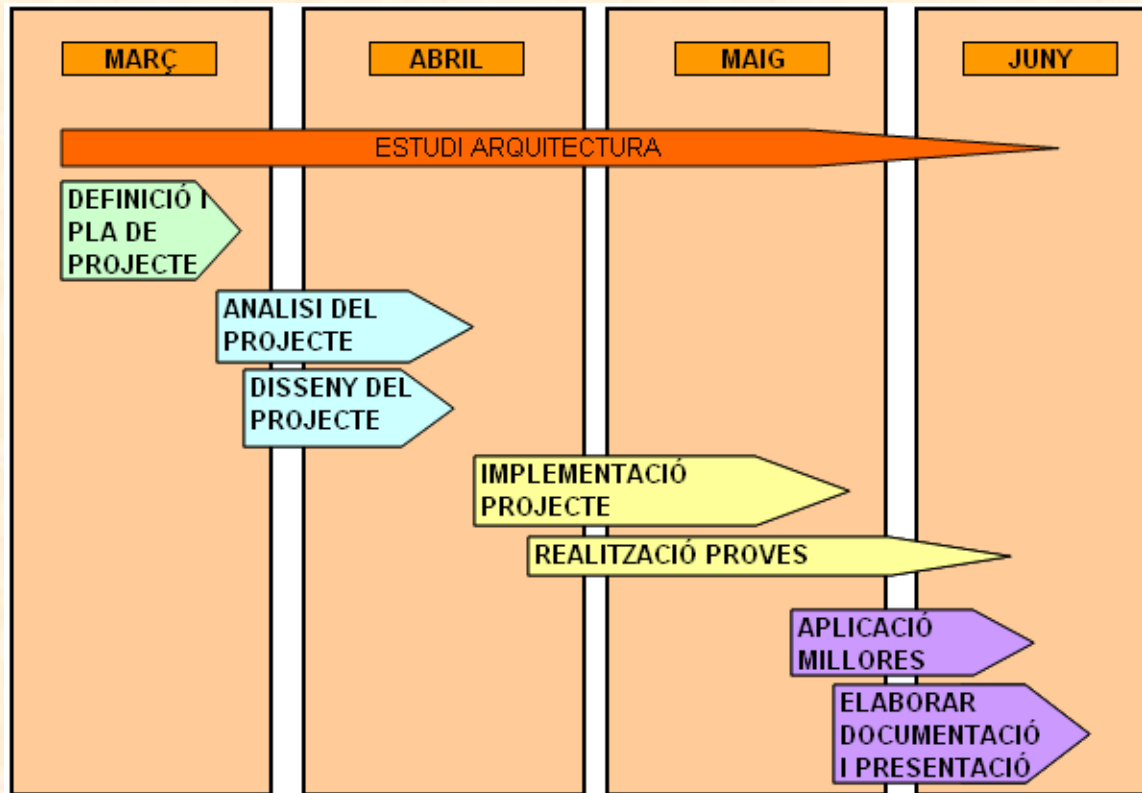 MARÇ
ABRIL
MAIG
JUNY
ESTUDI ARQUITECTURA
DEFINICIÓ I
PLA DE
PROJECTE
ANALISI DEL
PROJECTE
DISSENY DEL
PROJECTE
IMPLEMENTACIÓ
PROJECTE
REALITZACIÓ PROVES
APLICACIÓ
MILLORES
ELABORAR
DOCUMENTACIÓ
I PRESENTACIÓ